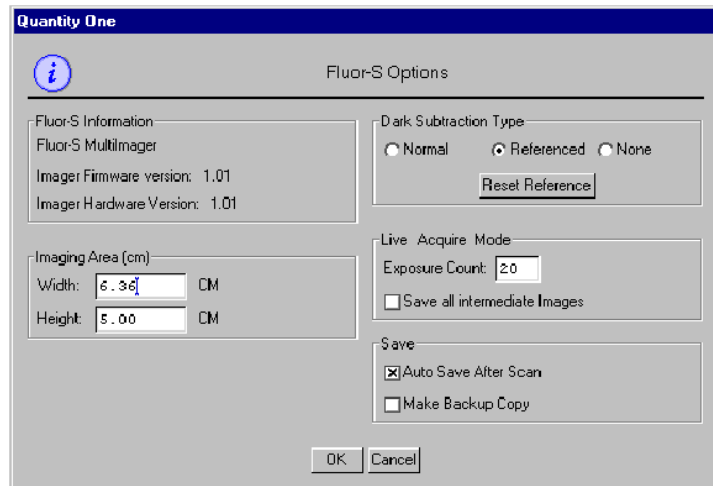 Quantity One
i
Fluor-S Options
Fluor-S Information
Fluor-S MultiImager
Imager Firmware version: 1.01
Imager Hardware Version: 1.01
Imaging Area (cm)
Width: 6.36 CM
Height: 5.00 CM
Dark Subtraction Type
Normal Referenced None
Reset Reference
Live Acquire Mode
Exposure Count: 20
Save all intermediate Images
Save
Auto Save After Scan
Make Backup Copy
OK Cancel